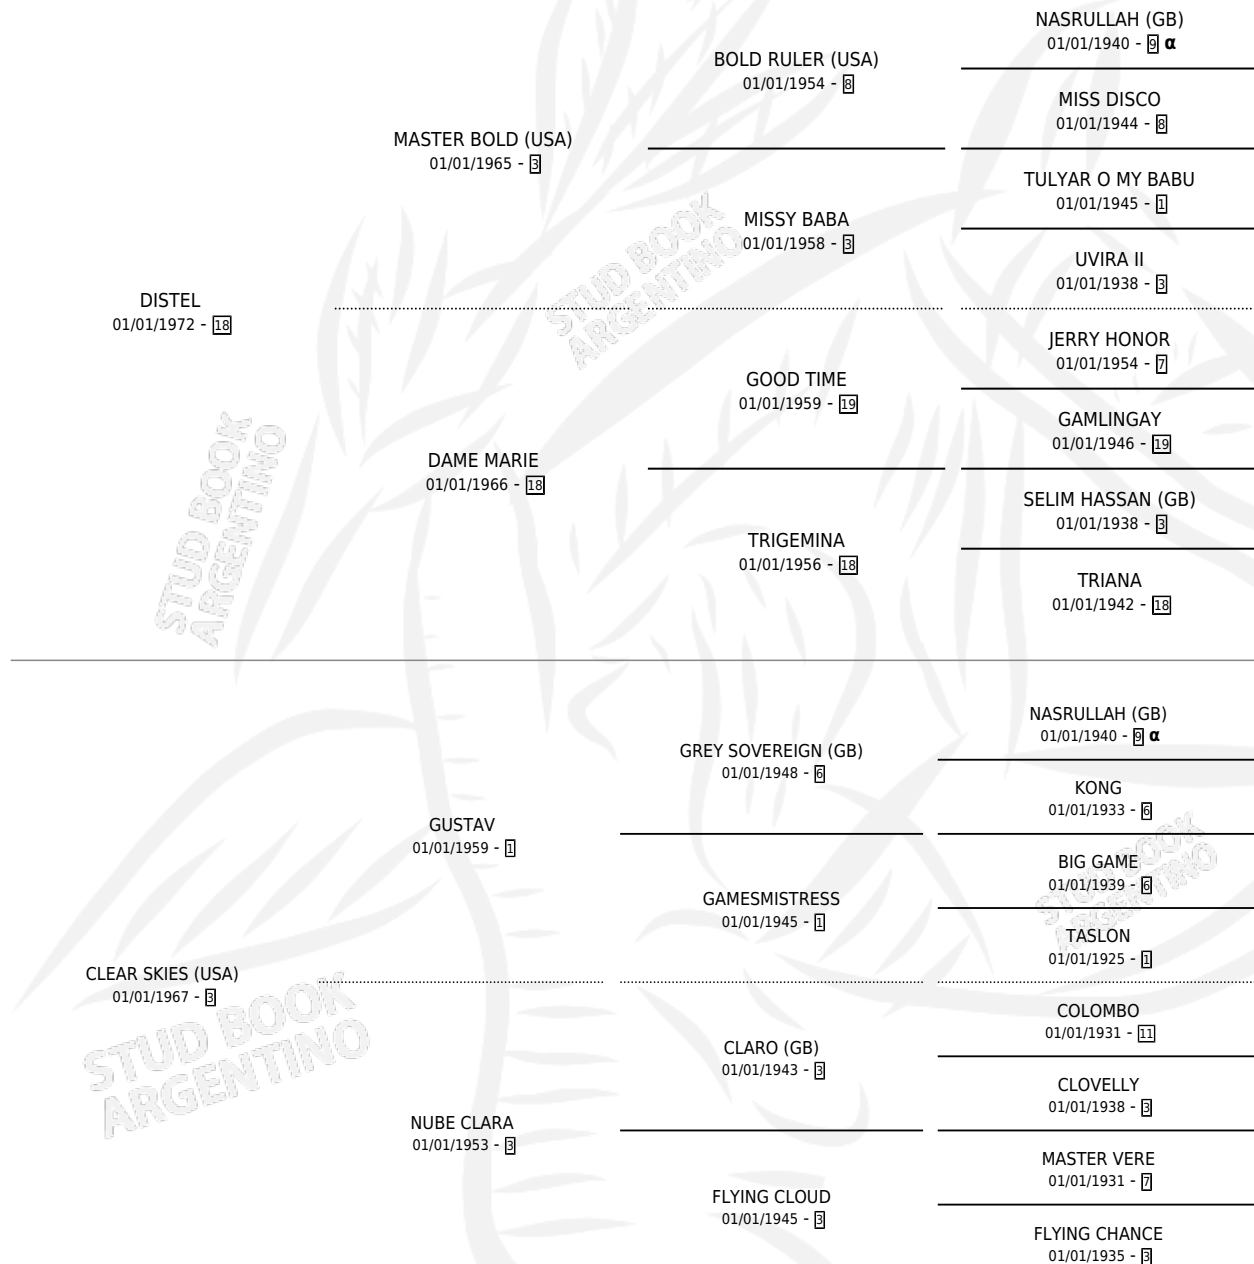 NASRULLAH (GB)
01/01/1940 - 9 α
BOLD RULER (USA)
01/01/1954 - 8
MISS DISCO
01/01/1944 - 8
MASTER BOLD (USA)
01/01/1965 - 3
TULYAR O MY BABU
01/01/1945 - 1
MISSY BABA
01/01/1958 - 3
STUD BOOK
ARGENTINO
UVIRA II
01/01/1938 - 3
DISTEL
01/01/1972 - 18
JERRY HONOR
01/01/1954 - 7
GOOD TIME
01/01/1959 - 19
GAMLINGAY
01/01/1946 - 19
DAME MARIE
01/01/1966 - 18
STUD BOOK
ARGENTINO
SELIM HASSAN (GB)
01/01/1938 - 3
TRIGEMINA
01/01/1956 - 18
TRIANA
01/01/1942 - 18
NASRULLAH (GB)
01/01/1940 - 9 α
GREY SOVEREIGN (GB)
01/01/1948 - 6
KONG
01/01/1933 - 6
GUSTAV
01/01/1959 - 1
BIG GAME
01/01/1939 - 6
STUD BOOK
ARGENTINO
GAMESMISTRESS
01/01/1945 - 1
TASLON
01/01/1925 - 1
CLEAR SKIES (USA)
01/01/1967 - 3
STUD BOOK
ARGENTINO
COLOMBO
01/01/1931 - 11
CLARO (GB)
01/01/1943 - 3
CLOVELLY
01/01/1938 - 3
NUBE CLARA
01/01/1953 - 3
MASTER VERE
01/01/1931 - 7
FLYING CLOUD
01/01/1945 - 3
FLYING CHANCE
01/01/1935 - 3